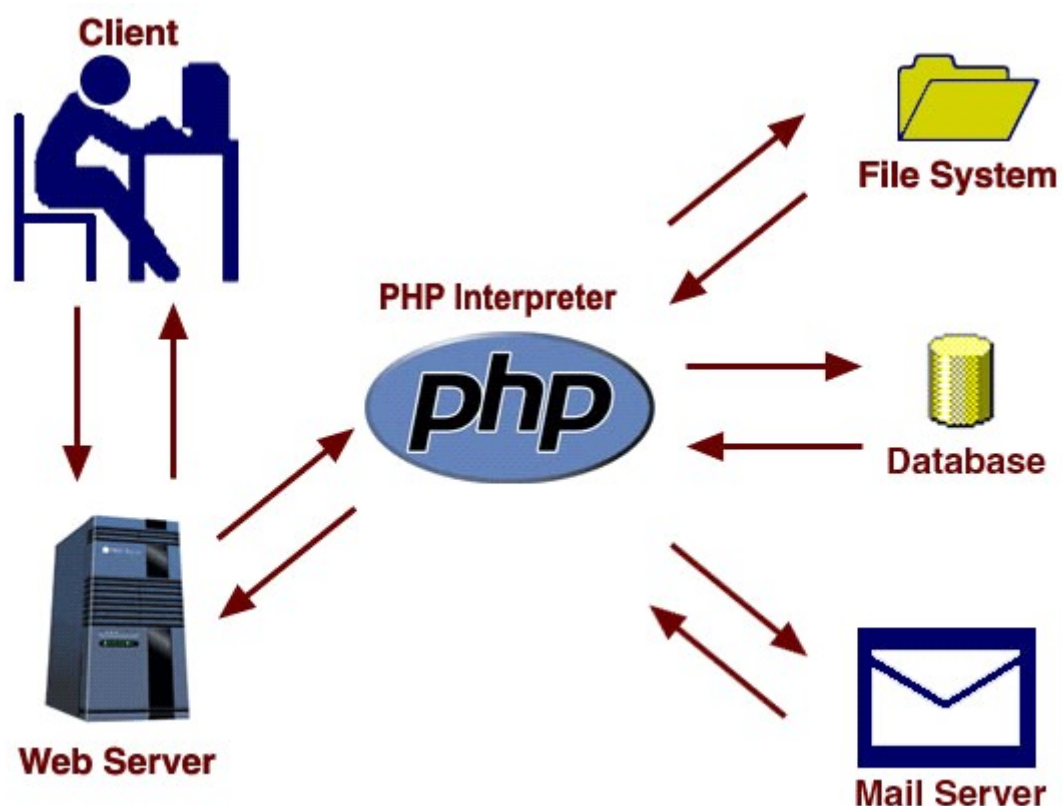 Client
File System
PHP Interpreter
php
Database
Web Server
Mail Server